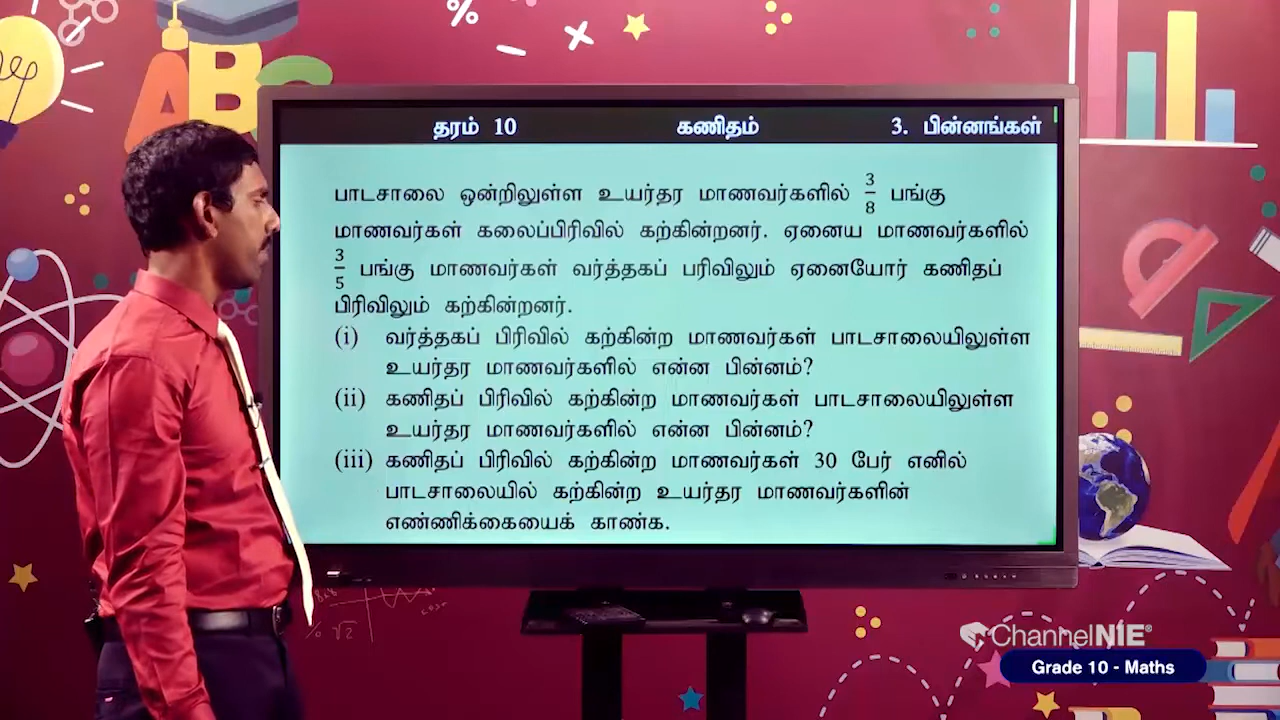 ABC
தரம் 10 கணிதம் 3. பின்னங்கள்
பாடசாலை ஒன்றிலுள்ள உயர்தர மாணவர்களில் 3/8 பங்கு
மாணவர்கள் கலைப்பிரிவில் கற்கின்றனர். ஏனைய மாணவர்களில்
3/5 பங்கு மாணவர்கள் வர்த்தகப் பரிவிலும் ஏனையோர் கணிதப்
பிரிவிலும் கற்கின்றனர்.
(i) வர்த்தகப் பிரிவில் கற்கின்ற மாணவர்கள் பாடசாலையிலுள்ள
உயர்தர மாணவர்களில் என்ன பின்னம்?
(ii) கணிதப் பிரிவில் கற்கின்ற மாணவர்கள் பாடசாலையிலுள்ள
உயர்தர மாணவர்களில் என்ன பின்னம்?
(iii) கணிதப் பிரிவில் கற்கின்ற மாணவர்கள் 30 பேர் எனில்
பாடசாலையில் கற்கின்ற உயர்தர மாணவர்களின்
எண்ணிக்கையைக் காண்க.
% √2
ChannelNIE®
Grade 10 - Maths